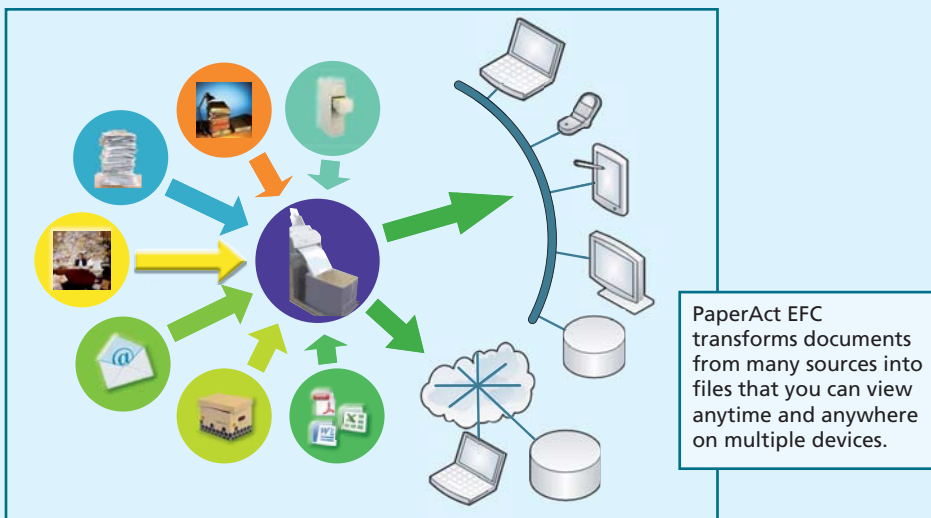 @
W
X
PaperAct EFC
transforms documents
from many sources into
files that you can view
anytime and anywhere
on multiple devices.